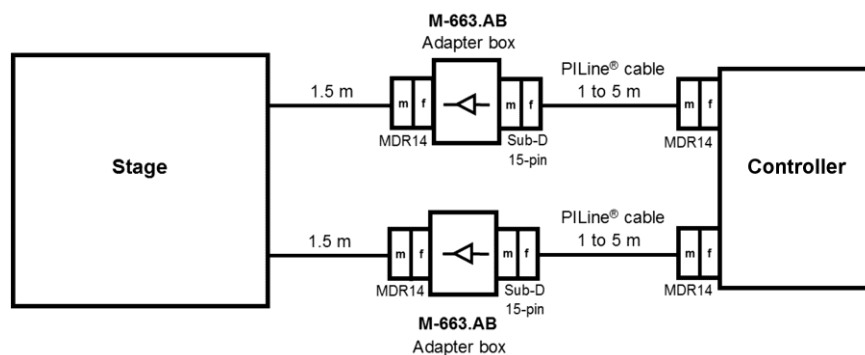 M-663.AB
Adapter box
PILine® cable
1.5 m
1 to 5 m
m f
m f
m f
MDR14
Sub-D
15-pin
MDR14
Stage
Controller
PILine® cable
1.5 m
1 to 5 m
m f
m f
m f
MDR14
Sub-D
15-pin
MDR14
M-663.AB
Adapter box